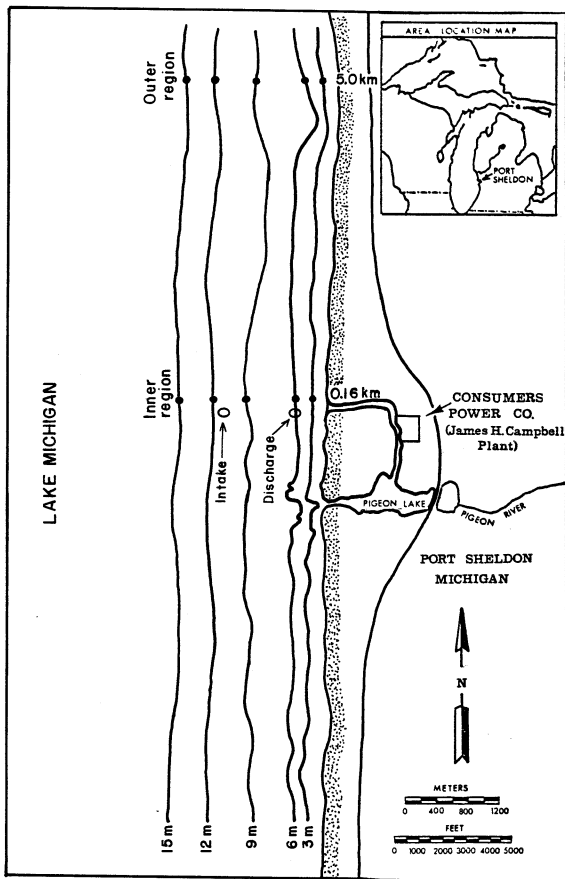 AREA LOCATION MAP
PORT
SHELDON
Outer
region
5.0 km
Inner
region
0.16 km
Intake
Discharge
CONSUMERS
POWER CO.
(James H. Campbell
Plant)
LAKE MICHIGAN
PIGEON LAKE
PIGEON RIVER
PORT SHELDON
MICHIGAN
N
METERS
0 400 800 1200
FEET
0 1000 2000 3000 4000 5000
15 m
12 m
9 m
6 m
3 m